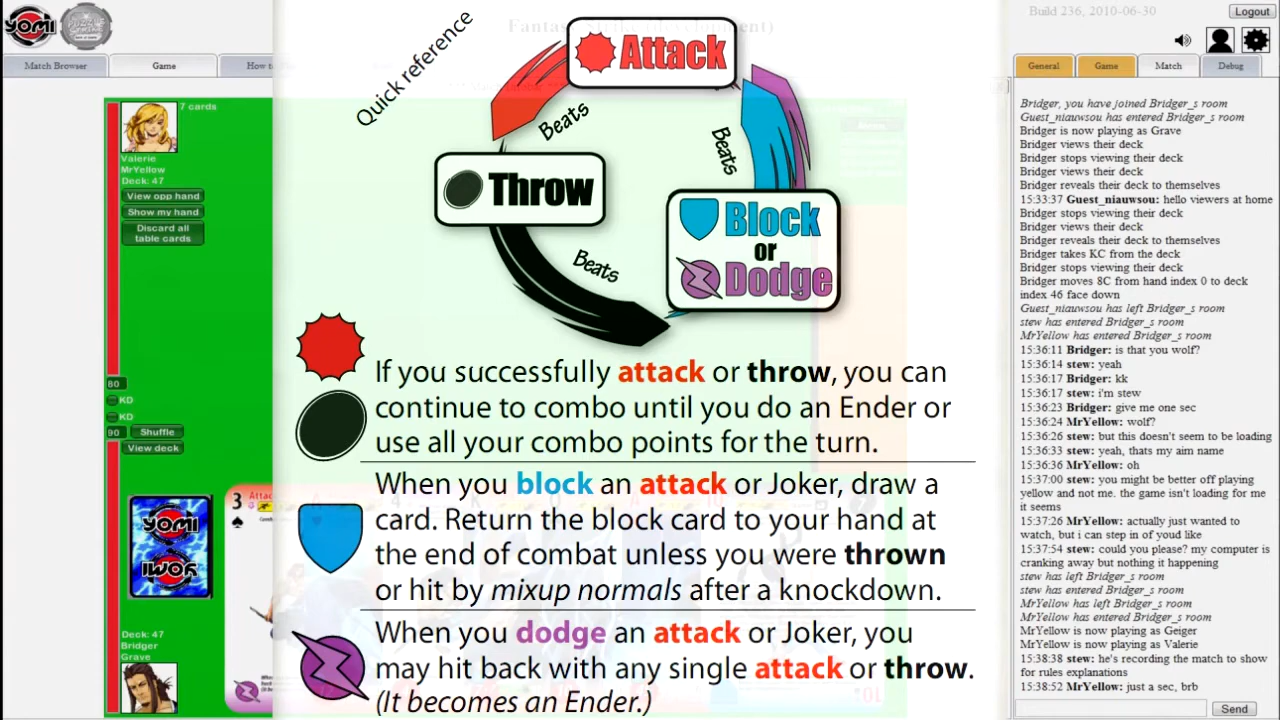 YOMI
Fantasy Strike (development)
Build 236, 2010-06-30
Logout
Match Browser
Game
How to
General
Game
Match
Debug
Quick reference
Attack
Beats
Beats
Throw
Block
or
Dodge
Beats
7 cards
Valerie
MrYellow
Deck: 47
View opp hand
Show my hand
Discard all
table cards
80
KD
KD
90
Shuffle
View deck
YOMI
YOMI
3
Deck: 47
Bridger
Grave
If you successfully attack or throw, you can
continue to combo until you do an Ender or
use all your combo points for the turn.
When you block an attack or Joker, draw a
card. Return the block card to your hand at
the end of combat unless you were thrown
or hit by mixup normals after a knockdown.
When you dodge an attack or Joker, you
may hit back with any single attack or throw.
(It becomes an Ender.)
Bridger, you have joined Bridger_s room
Guest_niauwsou has entered Bridger_s room
Bridger is now playing as Grave
Bridger views their deck
Bridger stops viewing their deck
Bridger views their deck
Bridger reveals their deck to themselves
15:33:37 Guest_niauwsou: hello viewers at home
Bridger stops viewing their deck
Bridger views their deck
Bridger reveals their deck to themselves
Bridger takes KC from the deck
Bridger stops viewing their deck
Bridger moves 8C from hand index 0 to deck
index 46 face down
Guest_niauwsou has left Bridger_s room
stew has entered Bridger_s room
MrYellow has entered Bridger_s room
15:36:11 Bridger: is that you wolf?
15:36:14 stew: yeah
15:36:17 Bridger: kk
15:36:17 stew: i'm stew
15:36:23 Bridger: give me one sec
15:36:24 MrYellow: wolf?
15:36:26 stew: but this doesn't seem to be loading
15:36:33 stew: yeah, thats my aim name
15:36:36 MrYellow: oh
15:37:00 stew: you might be better off playing
yellow and not me. the game isn't loading for me
it seems
15:37:26 MrYellow: actually just wanted to
watch, but i can step in of youd like
15:37:54 stew: could you please? my computer is
cranking away but nothing it happening
stew has left Bridger_s room
stew has entered Bridger_s room
MrYellow has left Bridger_s room
MrYellow has entered Bridger_s room
MrYellow is now playing as Geiger
MrYellow is now playing as Valerie
15:38:38 stew: he's recording the match to show
for rules explanations
15:38:52 MrYellow: just a sec, brb
Send